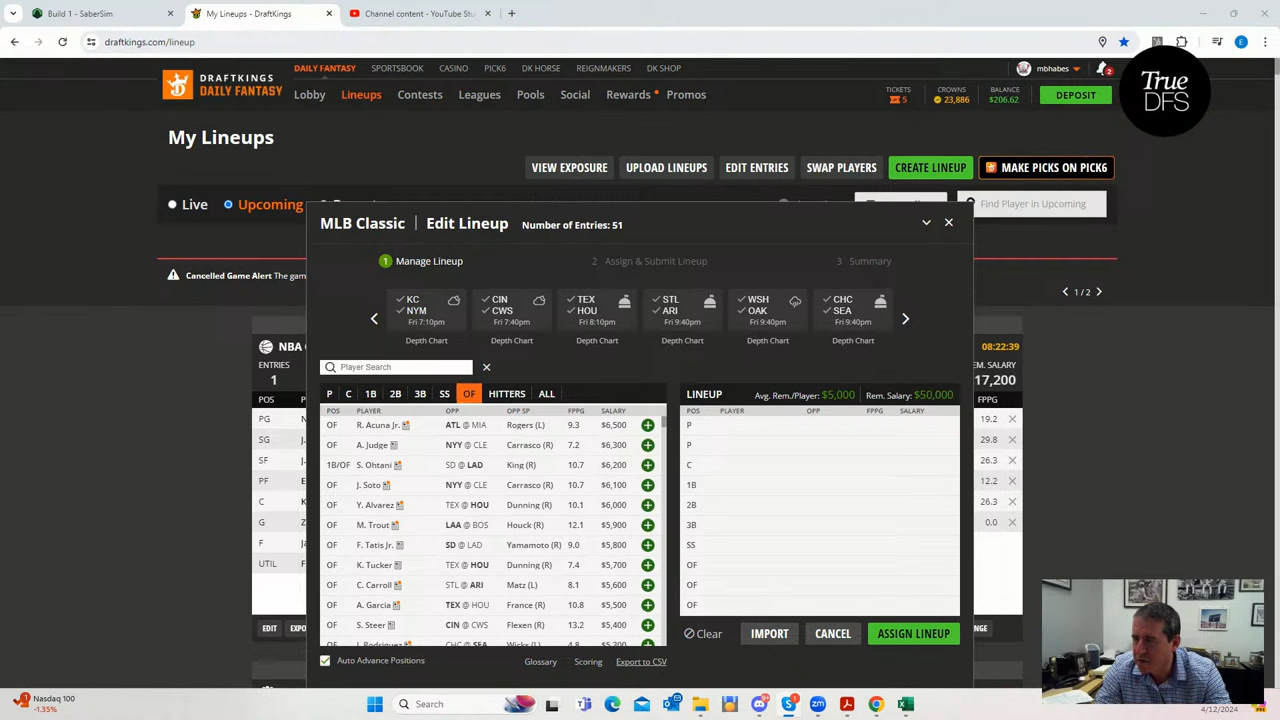 Build 1 - SaberSim
My Lineups - DraftKings
Channel content - YouTube Stu
draftkings.com/lineup
E
DRAFTKINGS
DAILY FANTASY
DAILY FANTASY SPORTSBOOK CASINO PICK6 DK HORSE REIGNMAKERS DK SHOP
mbhabes
2
True
DFS
Lobby Lineups Contests Leagues Pools Social Rewards Promos
TICKETS
5
CROWNS
23,886
BALANCE
$206.62
DEPOSIT
My Lineups
VIEW EXPOSURE UPLOAD LINEUPS EDIT ENTRIES SWAP PLAYERS CREATE LINEUP MAKE PICKS ON PICK6
Live Upcoming
Find Player in Upcoming
MLB Classic Edit Lineup Number of Entries: 51
1 Manage Lineup 2 Assign & Submit Lineup 3 Summary
Cancelled Game Alert The gam
1 / 2
KC
NYM
Fri 7:10pm
Depth Chart
CIN
CWS
Fri 7:40pm
Depth Chart
TEX
HOU
Fri 8:10pm
Depth Chart
STL
ARI
Fri 9:40pm
Depth Chart
WSH
OAK
Fri 9:40pm
Depth Chart
CHC
SEA
Fri 9:40pm
Depth Chart
Player Search
P C 1B 2B 3B SS OF HITTERS ALL
POS PLAYER OPP OPP SP FPPG SALARY
OF R. Acuna Jr. ATL @ MIA Rogers (L) 9.3 $6,500
OF A. Judge NYY @ CLE Carrasco (R) 7.2 $6,300
1B/OF S. Ohtani SD @ LAD King (R) 10.7 $6,200
OF J. Soto NYY @ CLE Carrasco (R) 10.7 $6,100
OF Y. Alvarez TEX @ HOU Dunning (R) 10.1 $6,000
OF M. Trout LAA @ BOS Houck (R) 12.1 $5,900
OF F. Tatis Jr. SD @ LAD Yamamoto (R) 9.0 $5,800
OF K. Tucker TEX @ HOU Dunning (R) 7.4 $5,700
OF C. Carroll STL @ ARI Matz (L) 8.1 $5,600
OF A. Garcia TEX @ HOU France (R) 10.8 $5,500
OF S. Steer CIN @ CWS Flexen (R) 13.2 $5,400
OF J. Rodriguez CHC @ SEA Wicks (L) 4.8 $5,300
LINEUP Avg. Rem./Player: $5,000 Rem. Salary: $50,000
POS PLAYER OPP FPPG SALARY
P
P
C
1B
2B
3B
SS
OF
OF
OF
Clear IMPORT CANCEL ASSIGN LINEUP
Auto Advance Positions Glossary Scoring Export to CSV
NBA
ENTRIES
1
POS
PG
SG
SF
PF
C
G
F
UTIL
EDIT EXPO
08:22:39
EM. SALARY
17,200
FPPG
19.2
29.8
26.3
12.2
26.3
0.0
NGE
Nasdaq 100
-1.35%
Search
4/12/2024